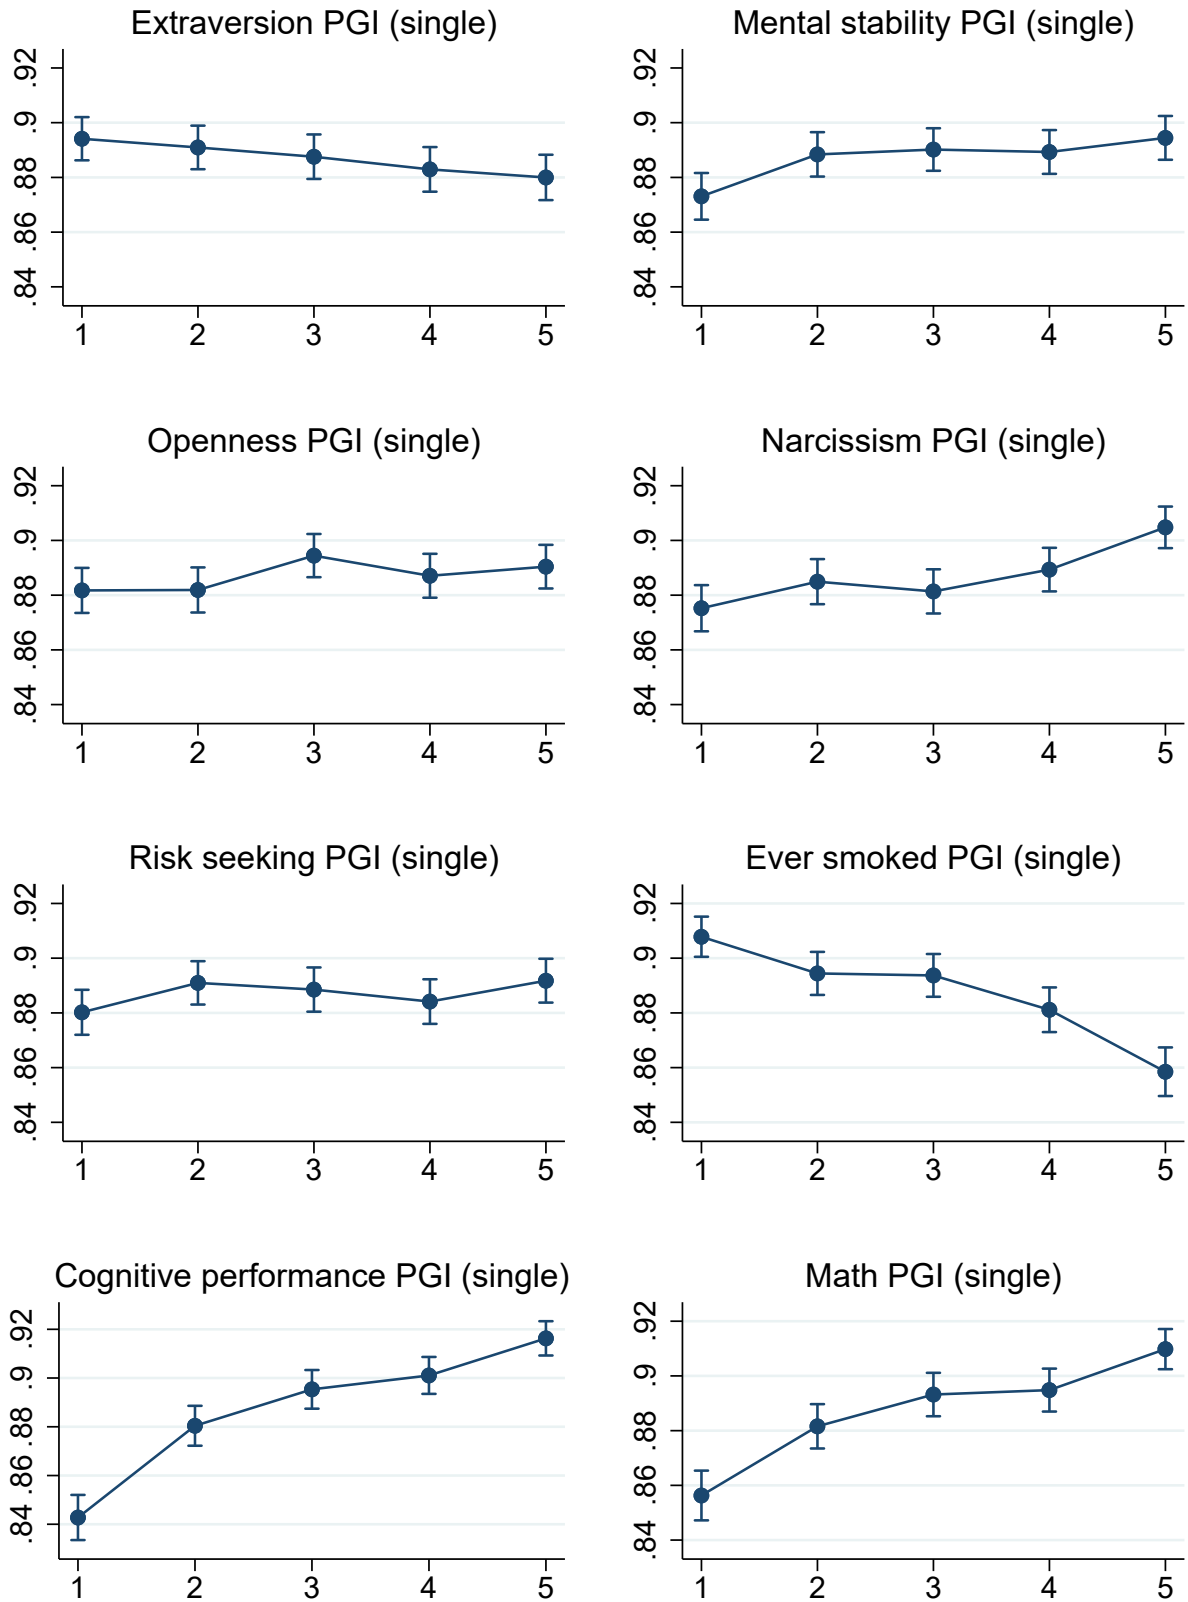 Extraversion PGI (single)
.92
.9
.88
.86
.84
1 2 3 4 5
Mental stability PGI (single)
.92
.9
.88
.86
.84
1 2 3 4 5
Openness PGI (single)
.92
.9
.88
.86
.84
1 2 3 4 5
Narcissism PGI (single)
.92
.9
.88
.86
.84
1 2 3 4 5
Risk seeking PGI (single)
.92
.9
.88
.86
.84
1 2 3 4 5
Ever smoked PGI (single)
.92
.9
.88
.86
.84
1 2 3 4 5
Cognitive performance PGI (single)
.92
.9
.88
.86
.84
1 2 3 4 5
Math PGI (single)
.92
.9
.88
.86
.84
1 2 3 4 5